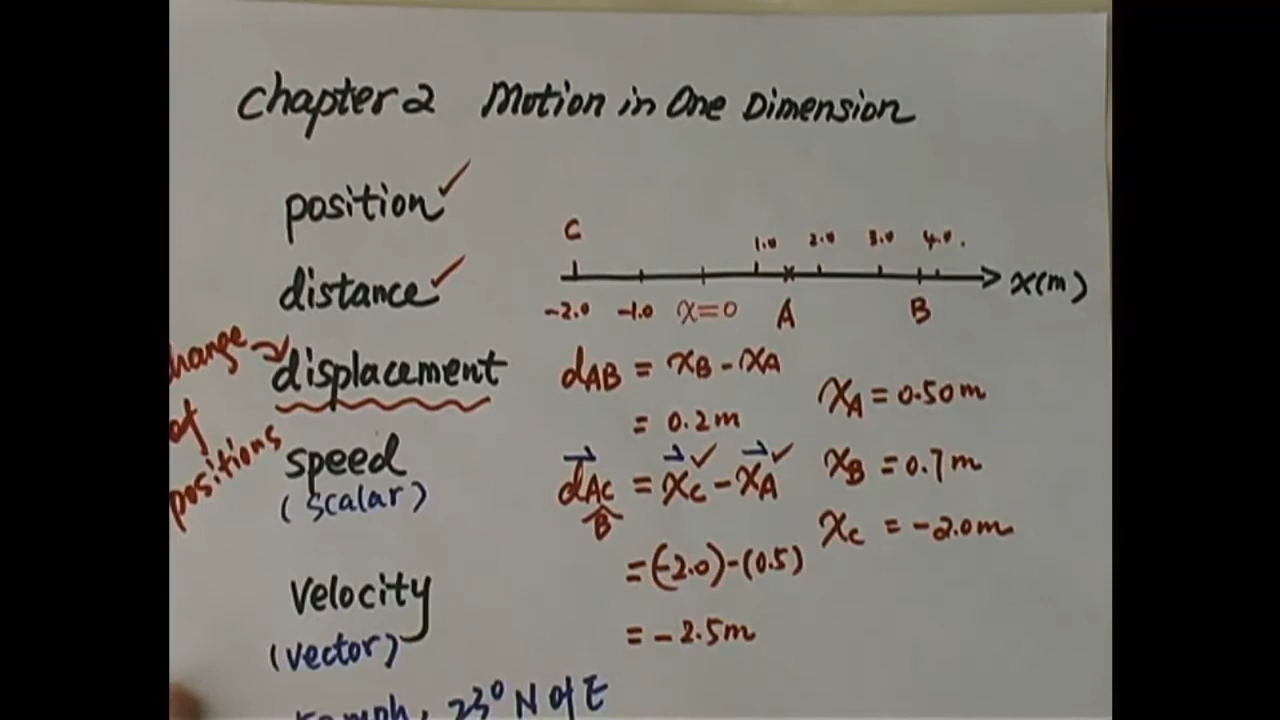 Chapter 2 Motion in One Dimension
position ✓
distance ✓
displacement
of
positions
speed
(scalar)
Velocity
(vector)
23° N of E
C
1.0 2.0 3.0 4.0
x(m)
-2.0 -1.0 x=0 A B
dAB = xB - xA
= 0.2m
dAC = xC - xA
B
= (-2.0)-(0.5)
= -2.5m
xA = 0.50m
xB = 0.7m
xC = -2.0m